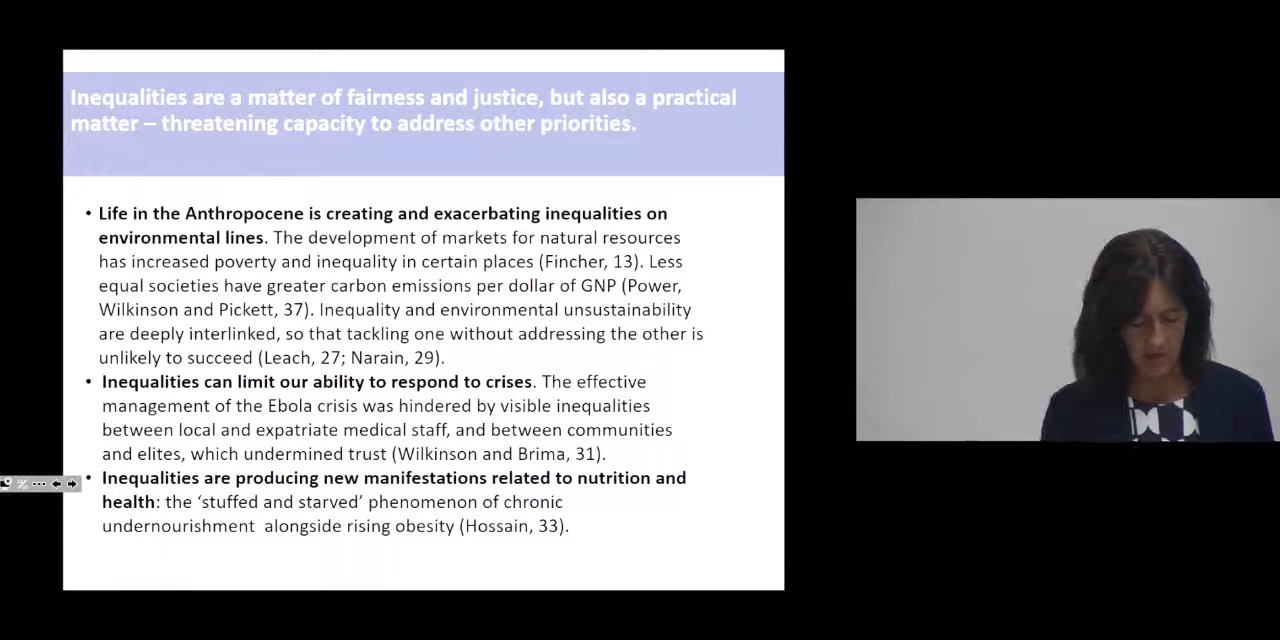 Inequalities are a matter of fairness and justice, but also a practical
matter – threatening capacity to address other priorities.
• Life in the Anthropocene is creating and exacerbating inequalities on
environmental lines. The development of markets for natural resources
has increased poverty and inequality in certain places (Fincher, 13). Less
equal societies have greater carbon emissions per dollar of GNP (Power,
Wilkinson and Pickett, 37). Inequality and environmental unsustainability
are deeply interlinked, so that tackling one without addressing the other is
unlikely to succeed (Leach, 27; Narain, 29).
• Inequalities can limit our ability to respond to crises. The effective
management of the Ebola crisis was hindered by visible inequalities
between local and expatriate medical staff, and between communities
and elites, which undermined trust (Wilkinson and Brima, 31).
• Inequalities are producing new manifestations related to nutrition and
health: the ‘stuffed and starved’ phenomenon of chronic
undernourishment  alongside rising obesity (Hossain, 33).